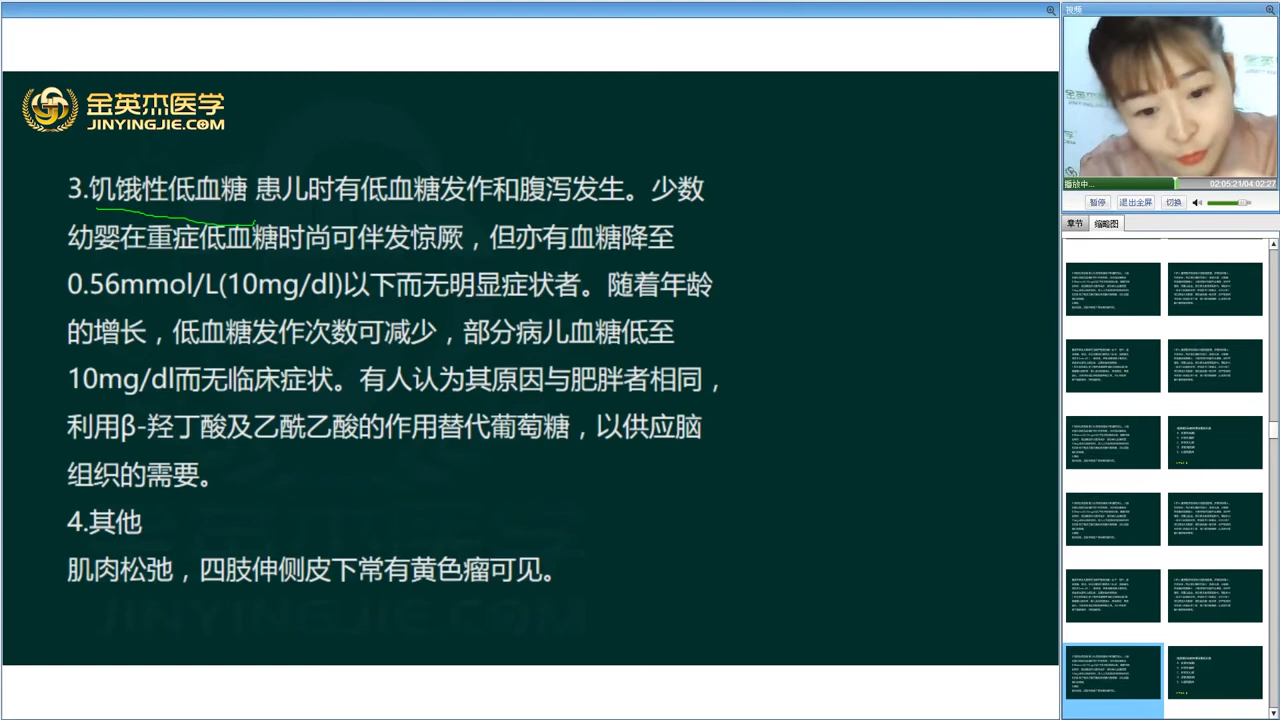 视频
金英杰医学
JINYINGJIE.COM
3.饥饿性低血糖 患儿时有低血糖发作和腹泻发生。少数
幼婴在重症低血糖时尚可伴发惊厥，但亦有血糖降至
0.56mmol/L(10mg/dl)以下而无明显症状者。随着年龄
的增长，低血糖发作次数可减少，部分病儿血糖低至
10mg/dl而无临床症状。有人认为其原因与肥胖者相同，
利用β-羟丁酸及乙酰乙酸的作用替代葡萄糖，以供应脑
组织的需要。
4.其他
肌肉松弛，四肢伸侧皮下常有黄色瘤可见。
播放中...
02:05:21/04:02:27
暂停
退出全屏
切换
章节
缩略图